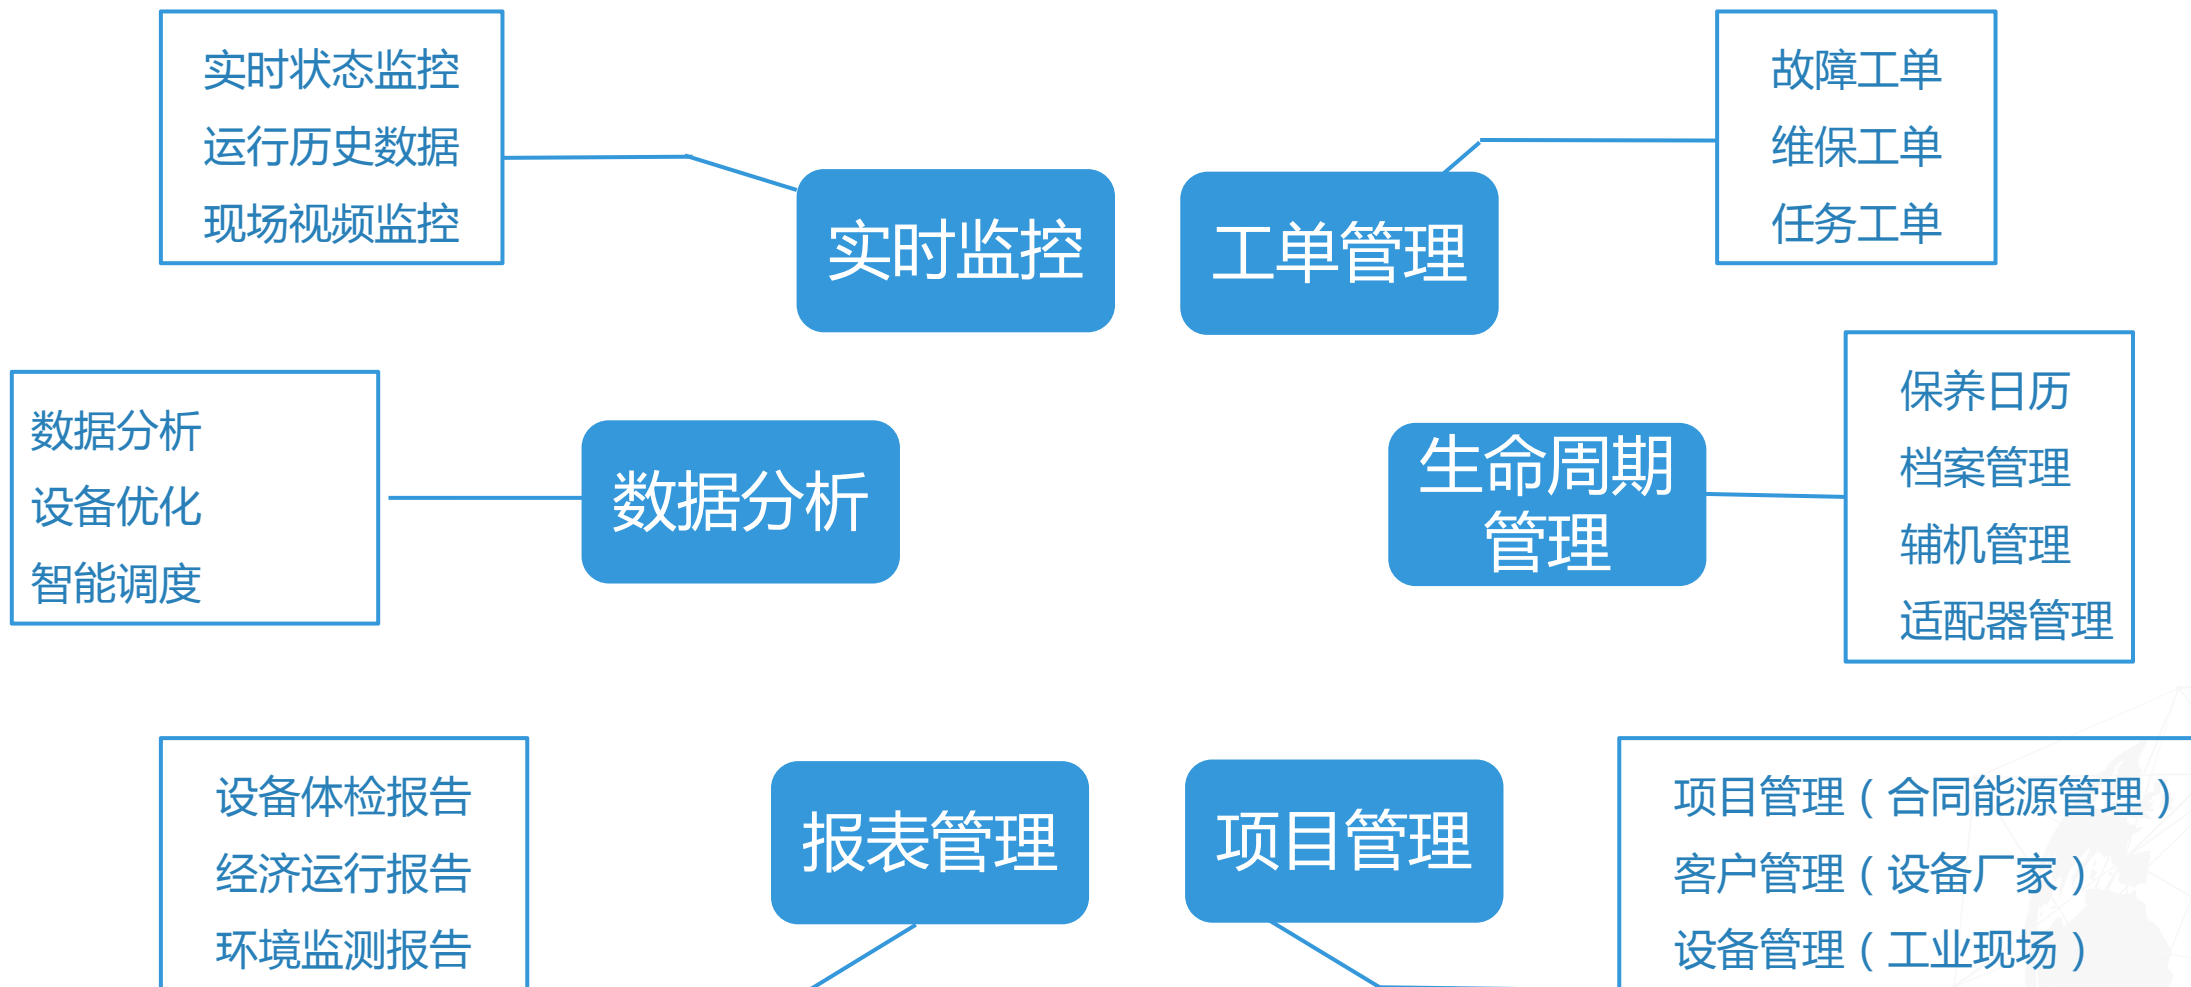 实时状态监控
运行历史数据
现场视频监控
实时监控
工单管理
故障工单
维保工单
任务工单
数据分析
设备优化
智能调度
数据分析
生命周期
管理
保养日历
档案管理
辅机管理
适配器管理
设备体检报告
经济运行报告
环境监测报告
报表管理
项目管理
项目管理（合同能源管理）
客户管理（设备厂家）
设备管理（工业现场）